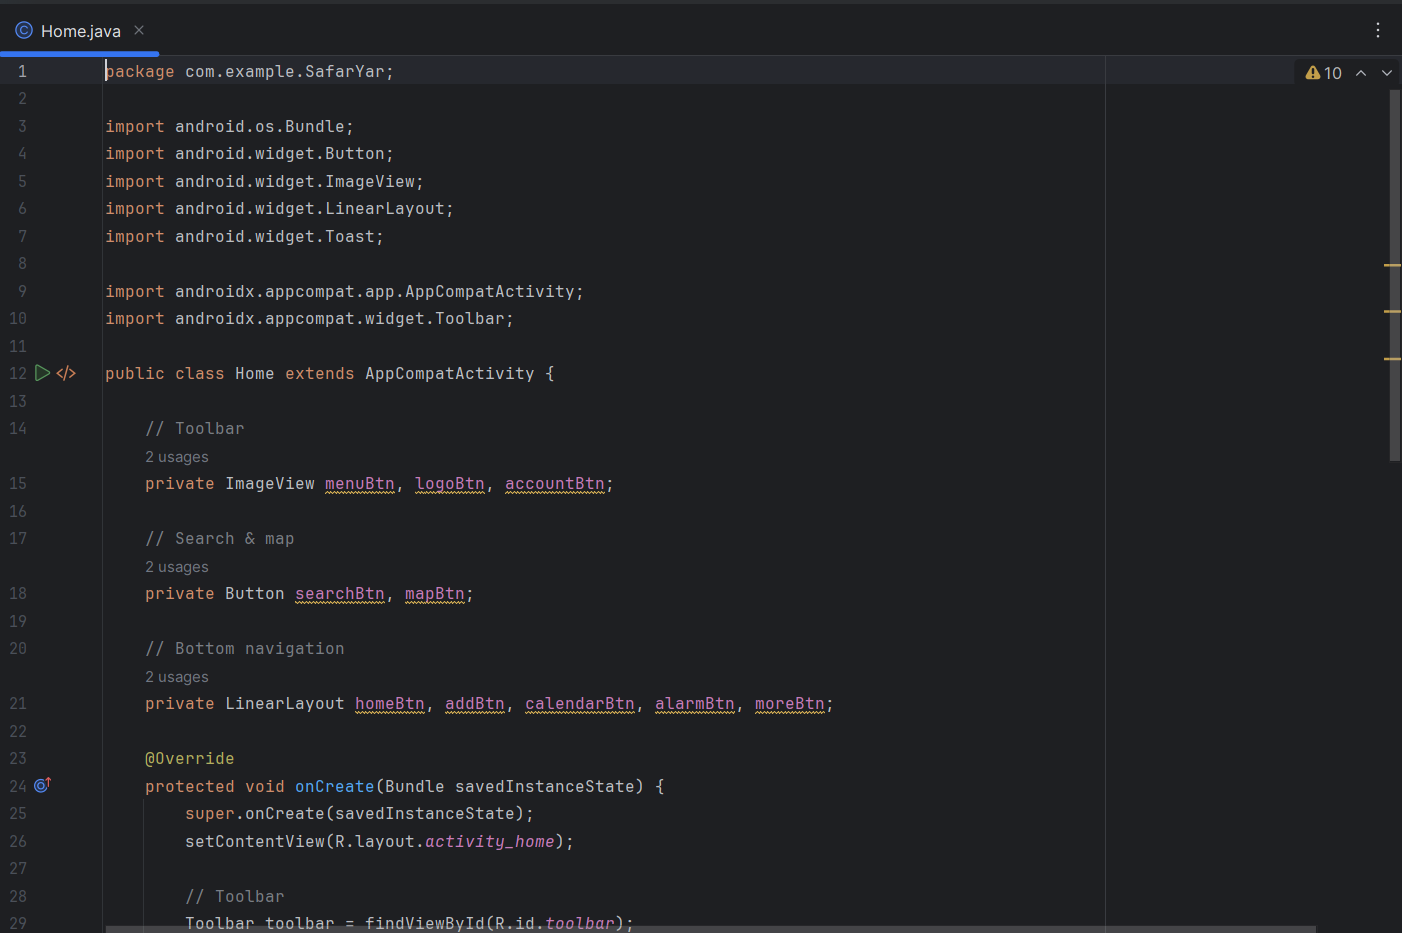 Home.java
1 package com.example.SafarYar; 10
2
3 import android.os.Bundle;
4 import android.widget.Button;
5 import android.widget.ImageView;
6 import android.widget.LinearLayout;
7 import android.widget.Toast;
8
9 import androidx.appcompat.app.AppCompatActivity;
10 import androidx.appcompat.widget.Toolbar;
11
12 public class Home extends AppCompatActivity {
13
14 // Toolbar
2 usages
15 private ImageView menuBtn, logoBtn, accountBtn;
16
17 // Search & map
2 usages
18 private Button searchBtn, mapBtn;
19
20 // Bottom navigation
2 usages
21 private LinearLayout homeBtn, addBtn, calendarBtn, alarmBtn, moreBtn;
22
23 @Override
24 protected void onCreate(Bundle savedInstanceState) {
25 super.onCreate(savedInstanceState);
26 setContentView(R.layout.activity_home);
27
28 // Toolbar
29 Toolbar toolbar = findViewById(R.id.toolbar);